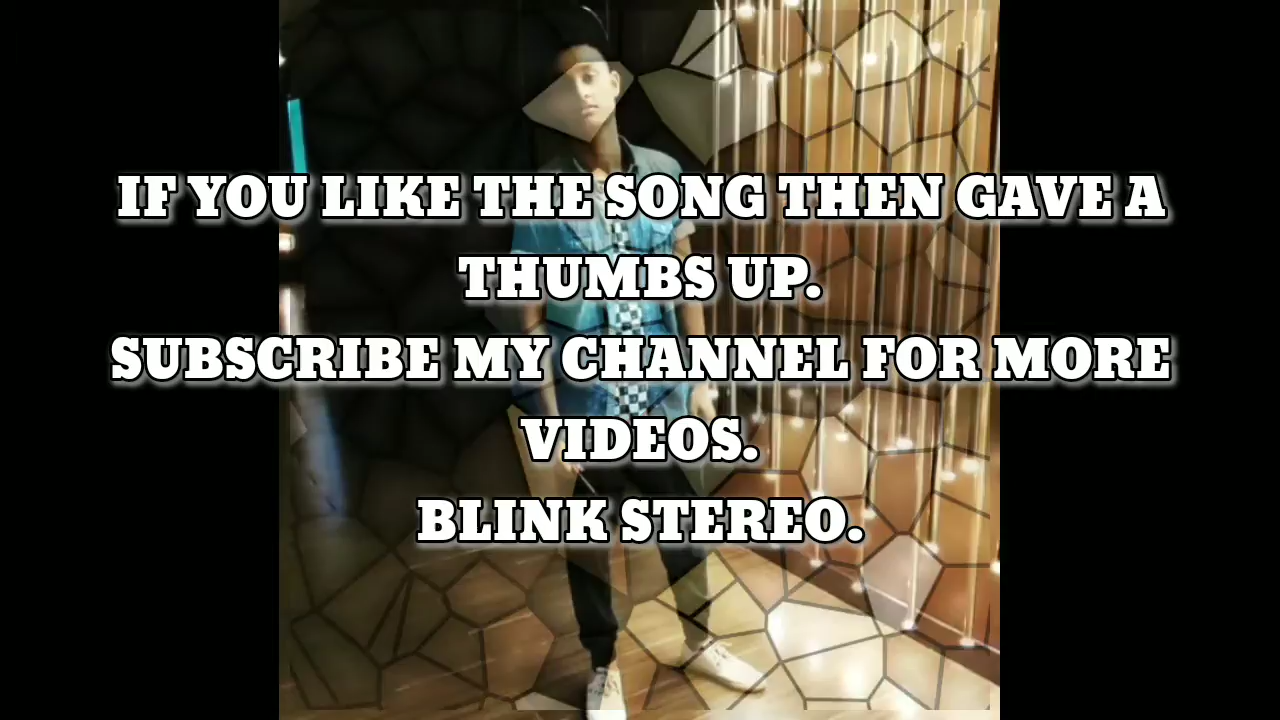 IF YOU LIKE THE SONG THEN GAVE A
THUMBS UP.
SUBSCRIBE MY CHANNEL FOR MORE
VIDEOS.
BLINK STEREO.